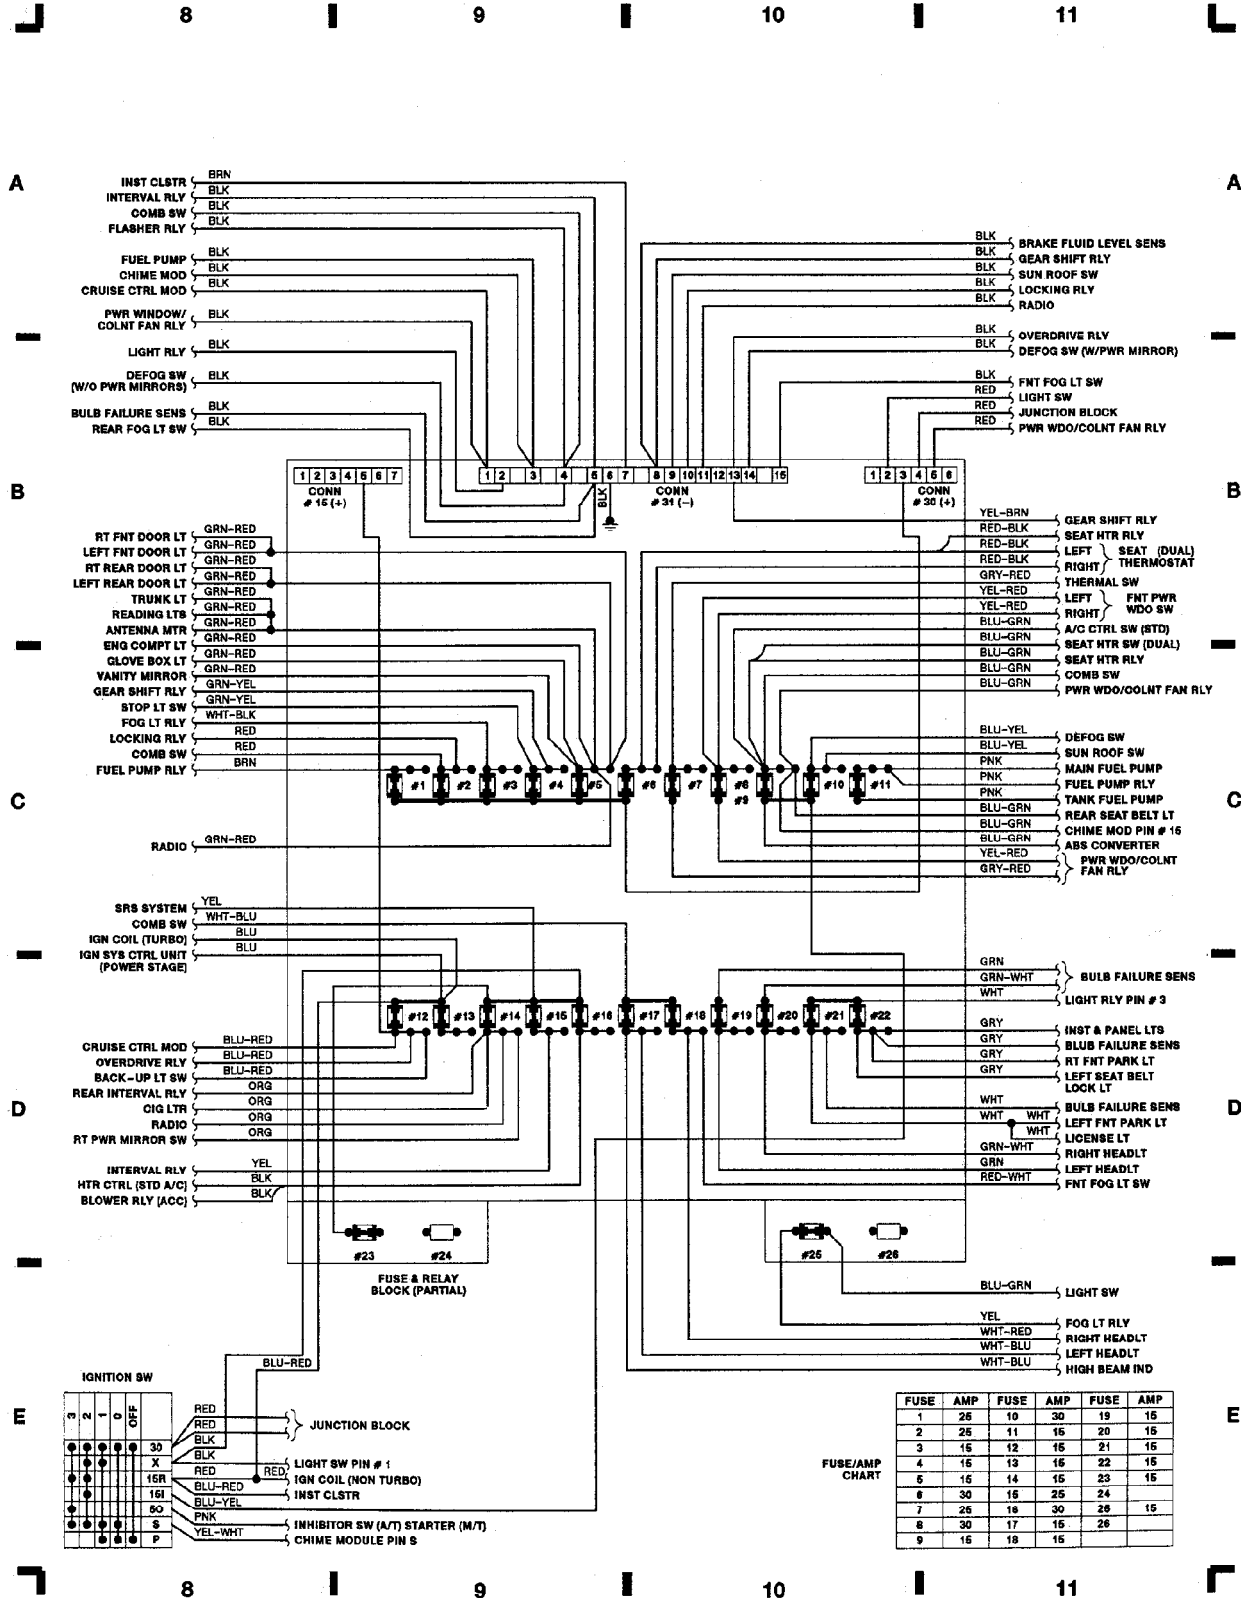 8 9 10 11
A A
INST CLSTR BRN
INTERVAL RLY BLK
COMB SW BLK
FLASHER RLY BLK
FUEL PUMP BLK
CHIME MOD BLK
CRUISE CTRL MOD BLK
PWR WINDOW/
COLNT FAN RLY BLK
LIGHT RLY BLK
DEFOG SW
(W/O PWR MIRRORS) BLK
BULB FAILURE SENS BLK
REAR FOG LT SW BLK
BLK BRAKE FLUID LEVEL SENS
BLK GEAR SHIFT RLY
BLK SUN ROOF SW
BLK LOCKING RLY
BLK RADIO
BLK OVERDRIVE RLY
BLK DEFOG SW (W/PWR MIRROR)
BLK FNT FOG LT SW
RED LIGHT SW
RED JUNCTION BLOCK
RED PWR WDO/COLNT FAN RLY
1 2 3 4 5 6 7
CONN
# 15 (+)
1 2 3 4 5 6 7 8 9 10 11 12 13 14 15
BLK
CONN
# 31 (-)
1 2 3 4 5 6
CONN
# 30 (+)
B B
RT FNT DOOR LT GRN-RED
LEFT FNT DOOR LT GRN-RED
RT REAR DOOR LT GRN-RED
LEFT REAR DOOR LT GRN-RED
TRUNK LT GRN-RED
READING LTS GRN-RED
ANTENNA MTR GRN-RED
ENG COMPT LT GRN-RED
GLOVE BOX LT GRN-RED
VANITY MIRROR GRN-RED
GEAR SHIFT RLY GRN-YEL
STOP LT SW GRN-YEL
FOG LT RLY WHT-BLK
LOCKING RLY RED
COMB SW RED
FUEL PUMP RLY BRN
YEL-BRN GEAR SHIFT RLY
RED-BLK SEAT HTR RLY
RED-BLK LEFT SEAT (DUAL)
RED-BLK RIGHT THERMOSTAT
GRY-RED THERMAL SW
YEL-RED LEFT FNT PWR
YEL-RED RIGHT WDO SW
BLU-GRN A/C CTRL SW (STD)
BLU-GRN SEAT HTR SW (DUAL)
BLU-GRN SEAT HTR RLY
BLU-GRN COMB SW
BLU-GRN PWR WDO/COLNT FAN RLY
BLU-YEL DEFOG SW
BLU-YEL SUN ROOF SW
PNK MAIN FUEL PUMP
PNK FUEL PUMP RLY
PNK TANK FUEL PUMP
BLU-GRN REAR SEAT BELT LT
BLU-GRN CHIME MOD PIN # 15
BLU-GRN ABS CONVERTER
YEL-RED PWR WDO/COLNT
GRY-RED FAN RLY
#1 #2 #3 #4 #5 #6 #7 #8 #9 #10 #11
C C
RADIO GRN-RED
SRS SYSTEM YEL
COMB SW WHT-BLU
IGN COIL (TURBO) BLU
IGN SYS CTRL UNIT BLU
(POWER STAGE)
GRN
GRN-WHT BULB FAILURE SENS
WHT LIGHT RLY PIN # 3
#12 #13 #14 #15 #16 #17 #18 #19 #20 #21 #22
GRY INST & PANEL LTS
GRY BLUB FAILURE SENS
GRY RT FNT PARK LT
GRY LEFT SEAT BELT
LOCK LT
CRUISE CTRL MOD BLU-RED
OVERDRIVE RLY BLU-RED
BACK-UP LT SW BLU-RED
REAR INTERVAL RLY ORG
CIG LTR ORG
RADIO ORG
RT PWR MIRROR SW ORG
INTERVAL RLY YEL
HTR CTRL (STD A/C) BLK
BLOWER RLY (ACC) BLK
D D
WHT BULB FAILURE SENS
WHT WHT LEFT FNT PARK LT
WHT LICENSE LT
GRN-WHT RIGHT HEADLT
GRN LEFT HEADLT
RED-WHT FNT FOG LT SW
#23 #24
FUSE & RELAY
BLOCK (PARTIAL)
#25 #26
BLU-GRN LIGHT SW
YEL FOG LT RLY
WHT-RED RIGHT HEADLT
WHT-BLU LEFT HEADLT
WHT-BLU HIGH BEAM IND
BLU-RED
IGNITION SW
E E
3 2 1 0 OFF
30
X
15R
15I
50
S
P
RED
RED JUNCTION BLOCK
BLK
BLK LIGHT SW PIN # 1
RED RED IGN COIL (NON TURBO)
BLU-RED INST CLSTR
BLU-YEL
PNK INHIBITOR SW (A/T) STARTER (M/T)
YEL-WHT CHIME MODULE PIN S
FUSE/AMP
CHART
FUSE AMP FUSE AMP FUSE AMP
1 25 10 30 19 15
2 25 11 15 20 15
3 15 12 15 21 15
4 15 13 15 22 15
5 15 14 15 23 15
6 30 15 25 24
7 25 16 30 25 15
8 30 17 15 26
9 15 18 15
8 9 10 11